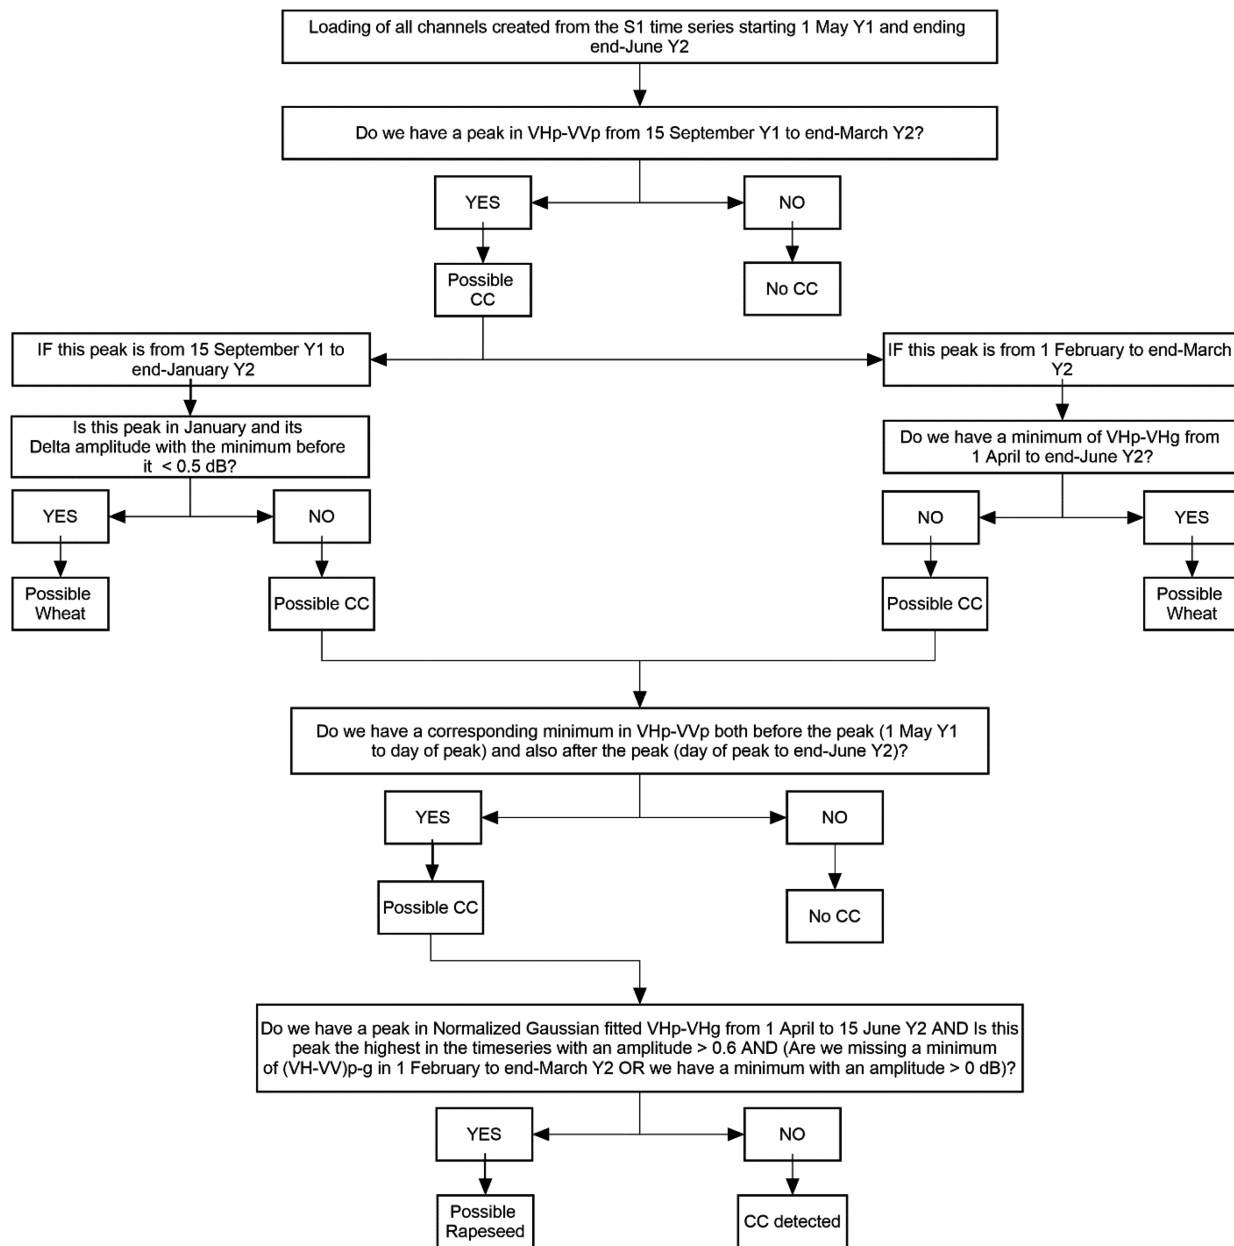 Loading of all channels created from the S1 time series starting 1 May Y1 and ending
end-June Y2
Do we have a peak in VHp-VVp from 15 September Y1 to end-March Y2?
YES
NO
Possible
CC
No CC
IF this peak is from 15 September Y1 to
end-January Y2
IF this peak is from 1 February to end-March
Y2
Is this peak in January and its
Delta amplitude with the minimum before
it < 0.5 dB?
Do we have a minimum of VHp-VHg from
1 April to end-June Y2?
YES
NO
NO
YES
Possible
Wheat
Possible CC
Possible CC
Possible
Wheat
Do we have a corresponding minimum in VHp-VVp both before the peak (1 May Y1
to day of peak) and also after the peak (day of peak to end-June Y2)?
YES
NO
Possible CC
No CC
Do we have a peak in Normalized Gaussian fitted VHp-VHg from 1 April to 15 June Y2 AND Is this
peak the highest in the timeseries with an amplitude > 0.6 AND (Are we missing a minimum
of (VH-VV)p-g in 1 February to end-March Y2 OR we have a minimum with an amplitude > 0 dB)?
YES
NO
Possible
Rapeseed
CC detected